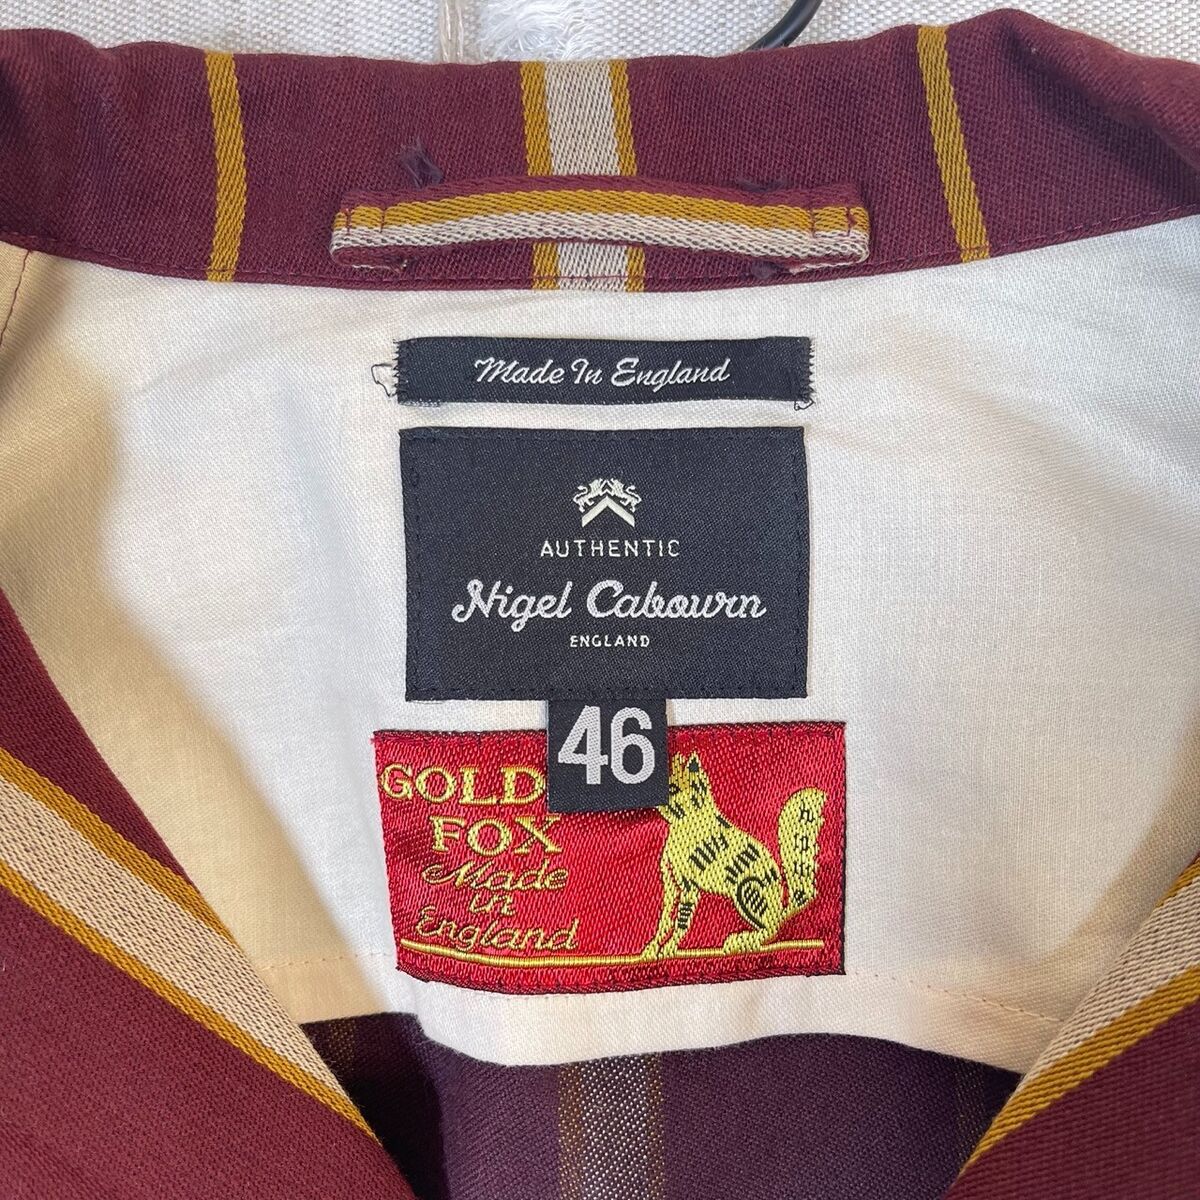 Made In England
AUTHENTIC
Nigel Cabourn
ENGLAND
46
GOLD
FOX
Made
in
England